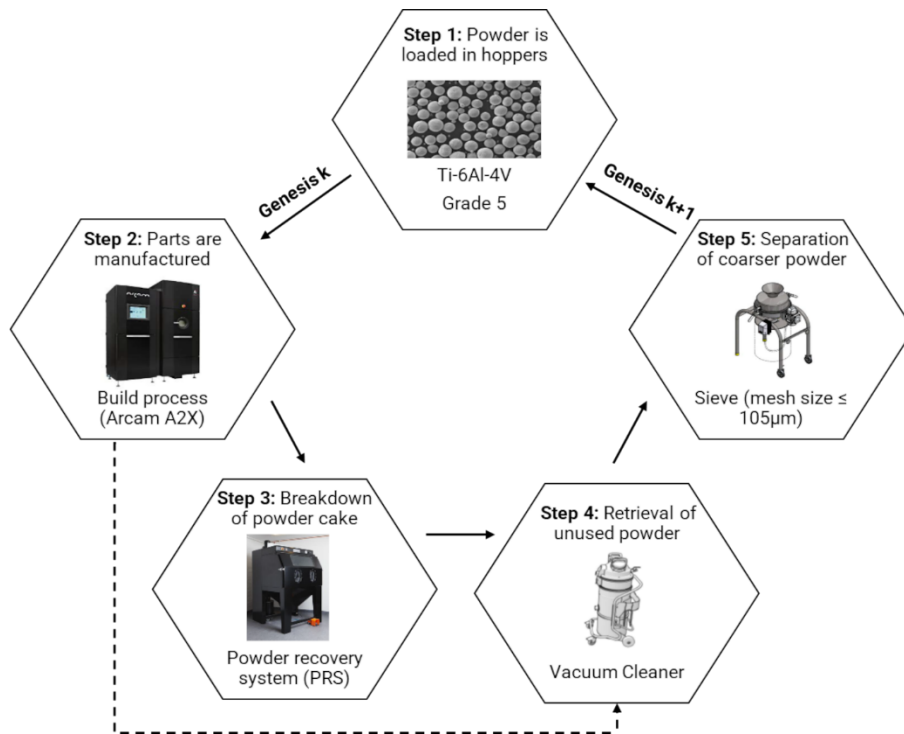 Step 1: Powder is
loaded in hoppers
Ti-6Al-4V
Grade 5
Genesis k
Genesis k+1
Step 2: Parts are
manufactured
Build process
(Arcam A2X)
Step 5: Separation
of coarser powder
Sieve (mesh size ≤
105μm)
Step 3: Breakdown
of powder cake
Powder recovery
system (PRS)
Step 4: Retrieval of
unused powder
Vacuum Cleaner